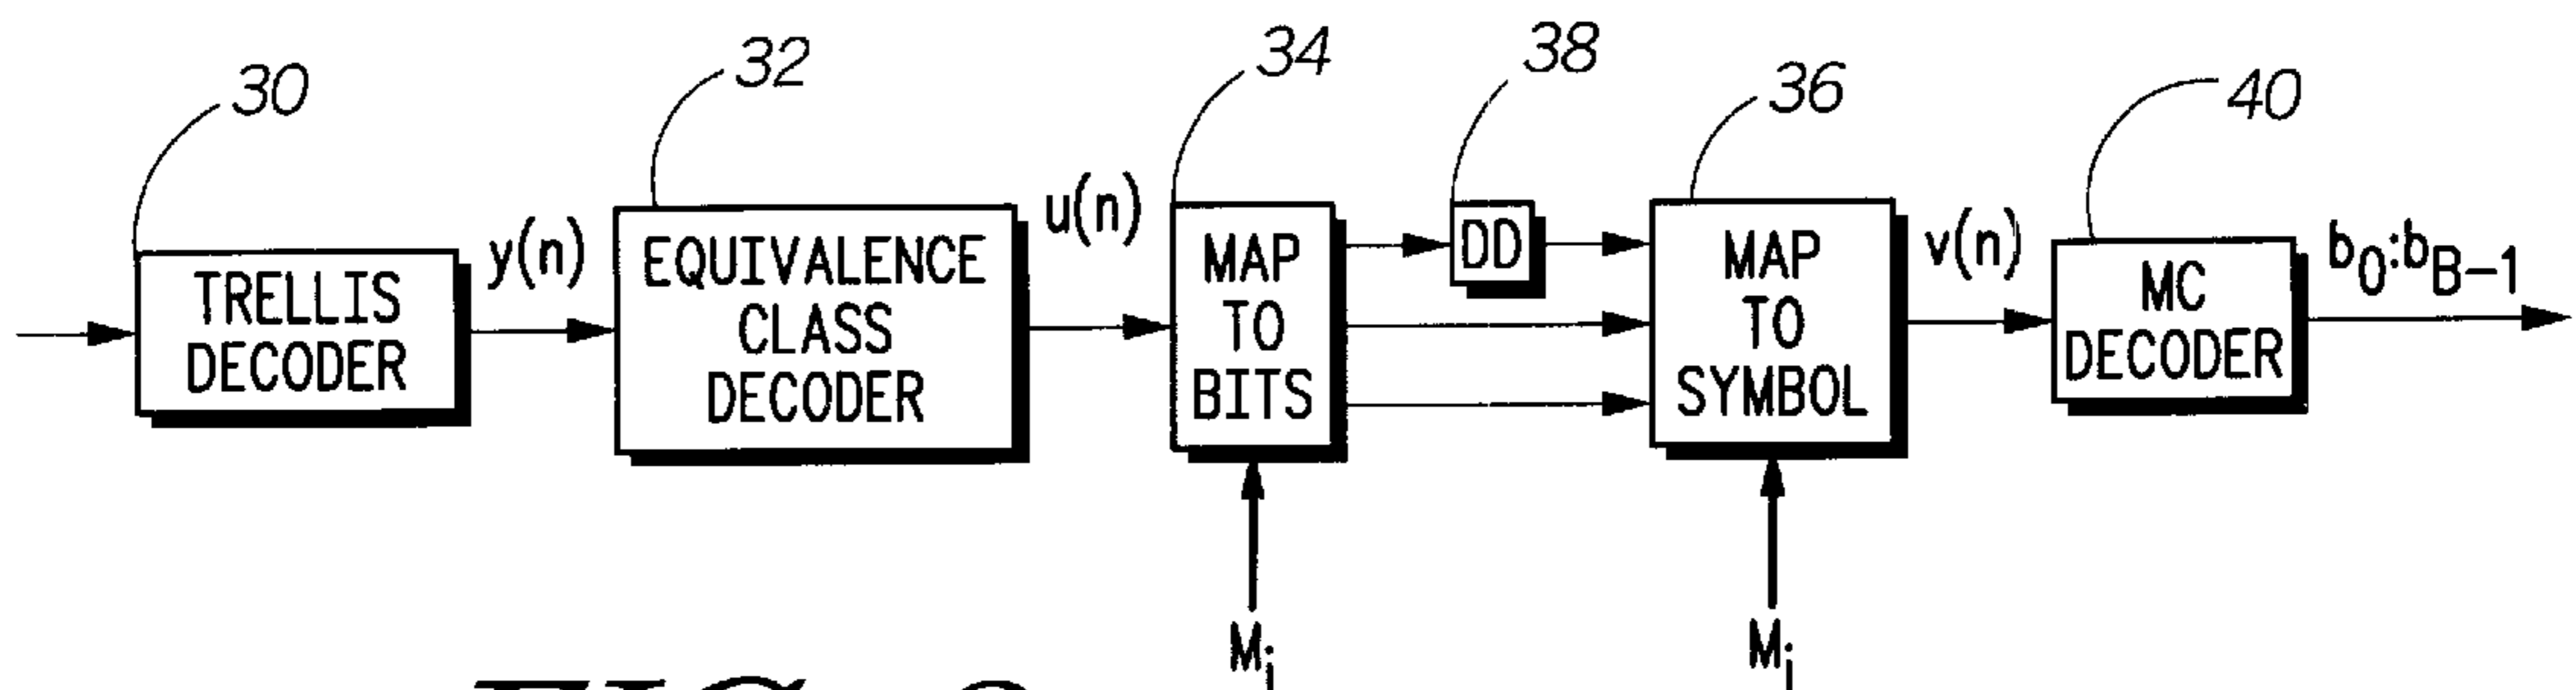 30
32
34
38
36
40
TRELLIS
DECODER
y(n)
EQUIVALENCE
CLASS
DECODER
u(n)
MAP
TO
BITS
DD
MAP
TO
SYMBOL
v(n)
MC
DECODER
b0:bB-1
Mi
Mi